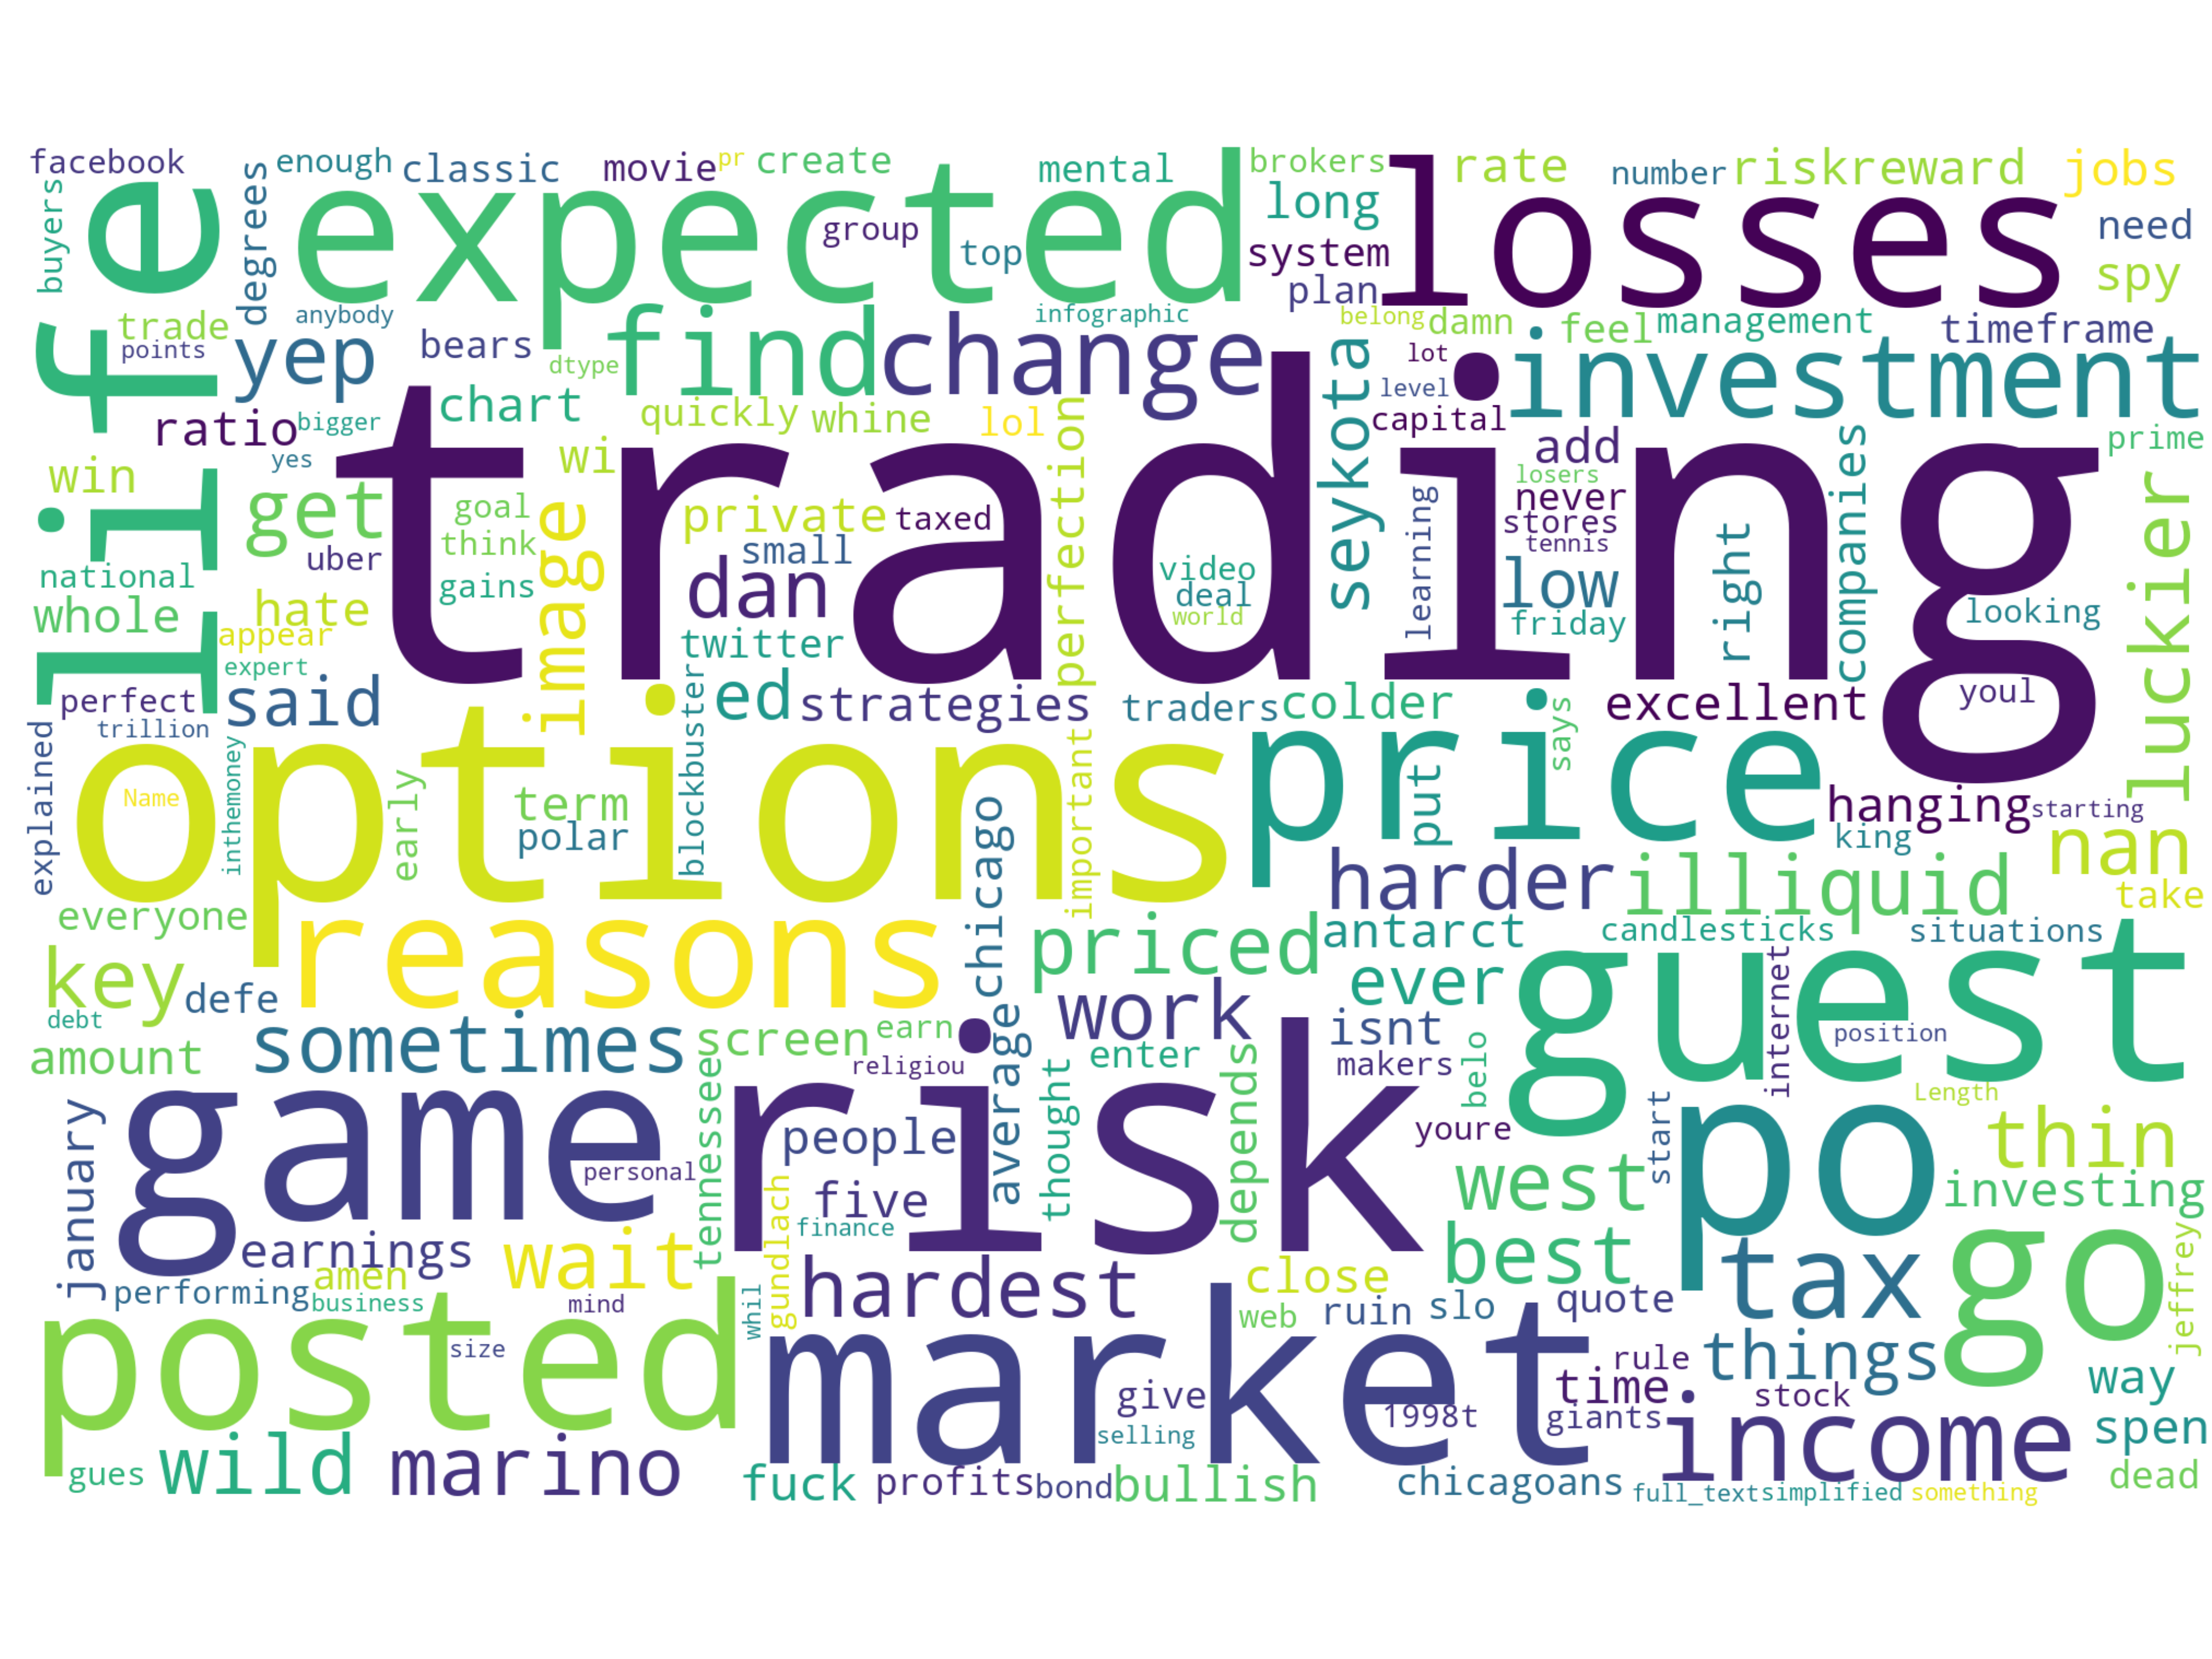 facebook
enough
classic
movie
pr
create
mental
brokers
rate
number
riskreward
jobs
buyers
life
degrees
expected
group
top
long
system
plan
losses
need
spy
trade
points
anybody
yep
bears
dtype
find
change
infographic
belong
damn
feel
management
timeframe
investment
ratio
bigger
yes
chart
quickly
whine
lol
seykota
lot
level
capital
add
companies
prime
win
get
uber
trading
wi
image
goal
think
gains
private
taxed
small
dan
perfection
video
deal
world
learning
losers
never
stores
tennis
low
friday
right
looking
luckier
national
whole
hate
appear
expert
perfect
trillion
said
twitter
blockbuster
ed
strategies
traders
colder
says
excellent
youl
explained
options
Name
inthemoney
early
term
polar
important
price
put
hanging
starting
king
nan
take
everyone
reasons
chicago
harder
illiquid
key
defe
debt
priced
antarct
candlesticks
situations
ever
guest
position
internet
amount
sometimes
screen
earn
religiou
average
work
enter
isnt
makers
belo
Length
january
game
personal
tennessee
risk
people
five
finance
thought
depends
youre
west
start
po
thin
investing
earnings
amen
performing
business
wait
mind
whil
gundlach
hardest
close
web
ruin
slo
best
quote
tax
go
jeffrey
posted
size
market
give
selling
1998t
rule
time
giants
things
stock
income
way
spen
gues
wild
marino
fuck
profits
bond
bullish
chicagoans
full_text
simplified
something
dead